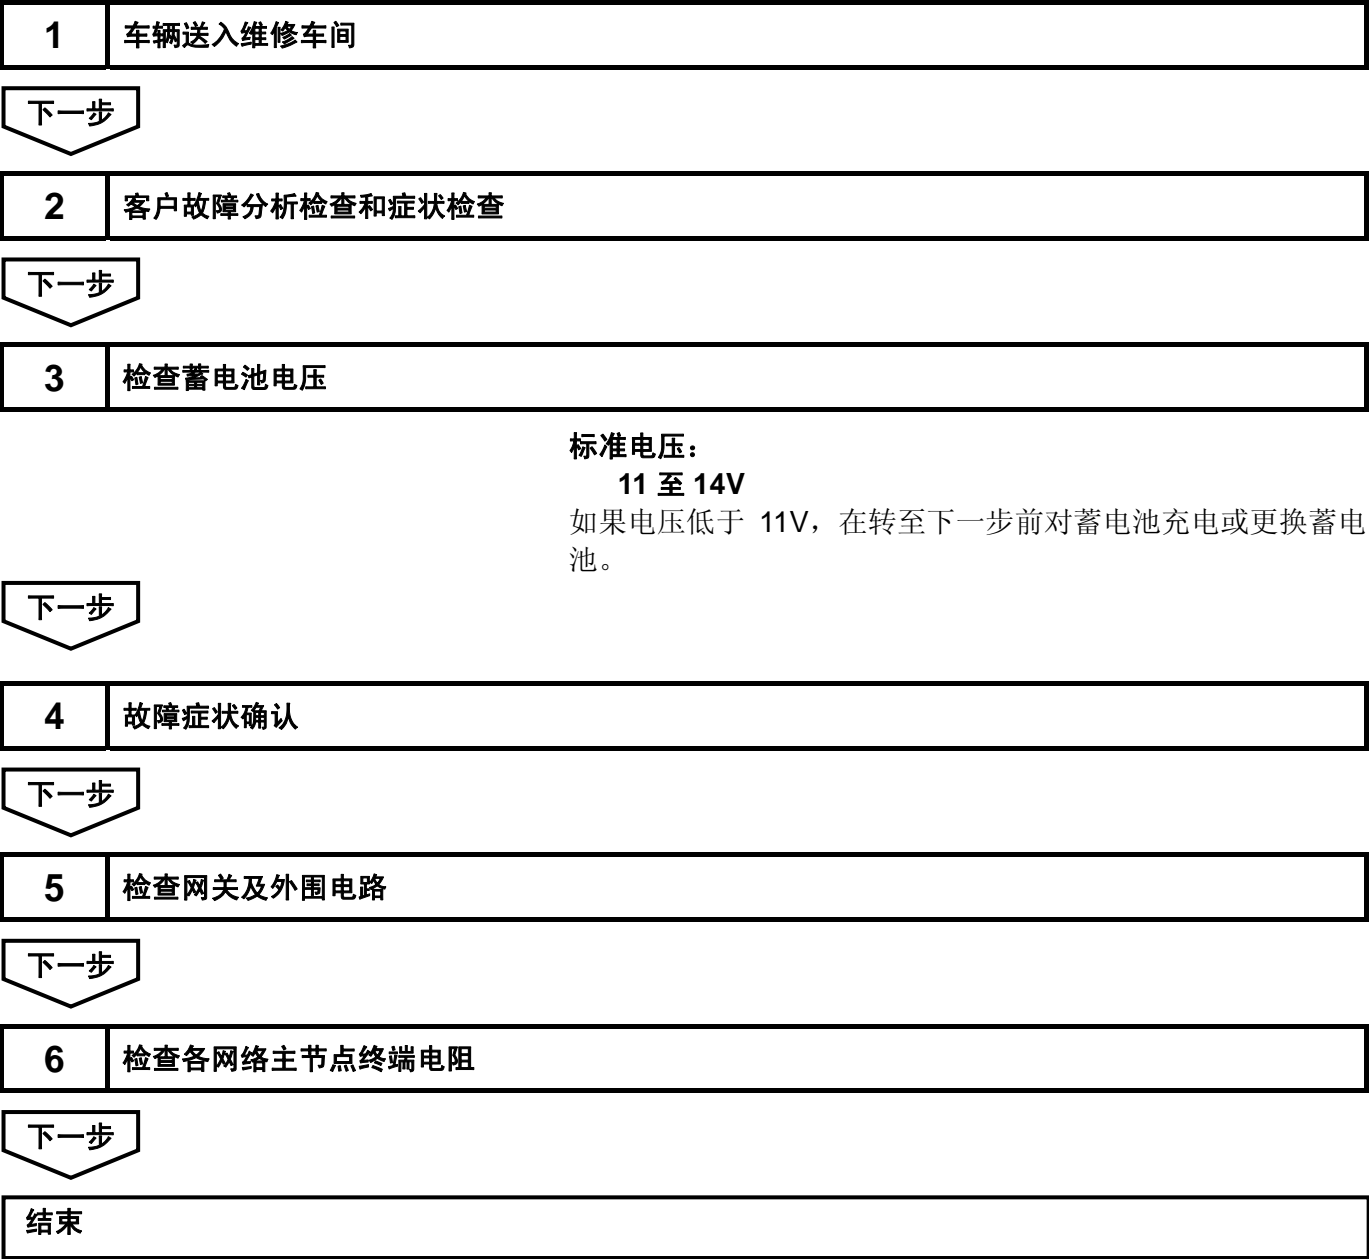 1 车辆送入维修车间
下一步
2 客户故障分析检查和症状检查
下一步
3 检查蓄电池电压
标准电压：
11 至 14V
如果电压低于 11V，在转至下一步前对蓄电池充电或更换蓄电
池。
下一步
4 故障症状确认
下一步
5 检查网关及外围电路
下一步
6 检查各网络主节点终端电阻
下一步
结束